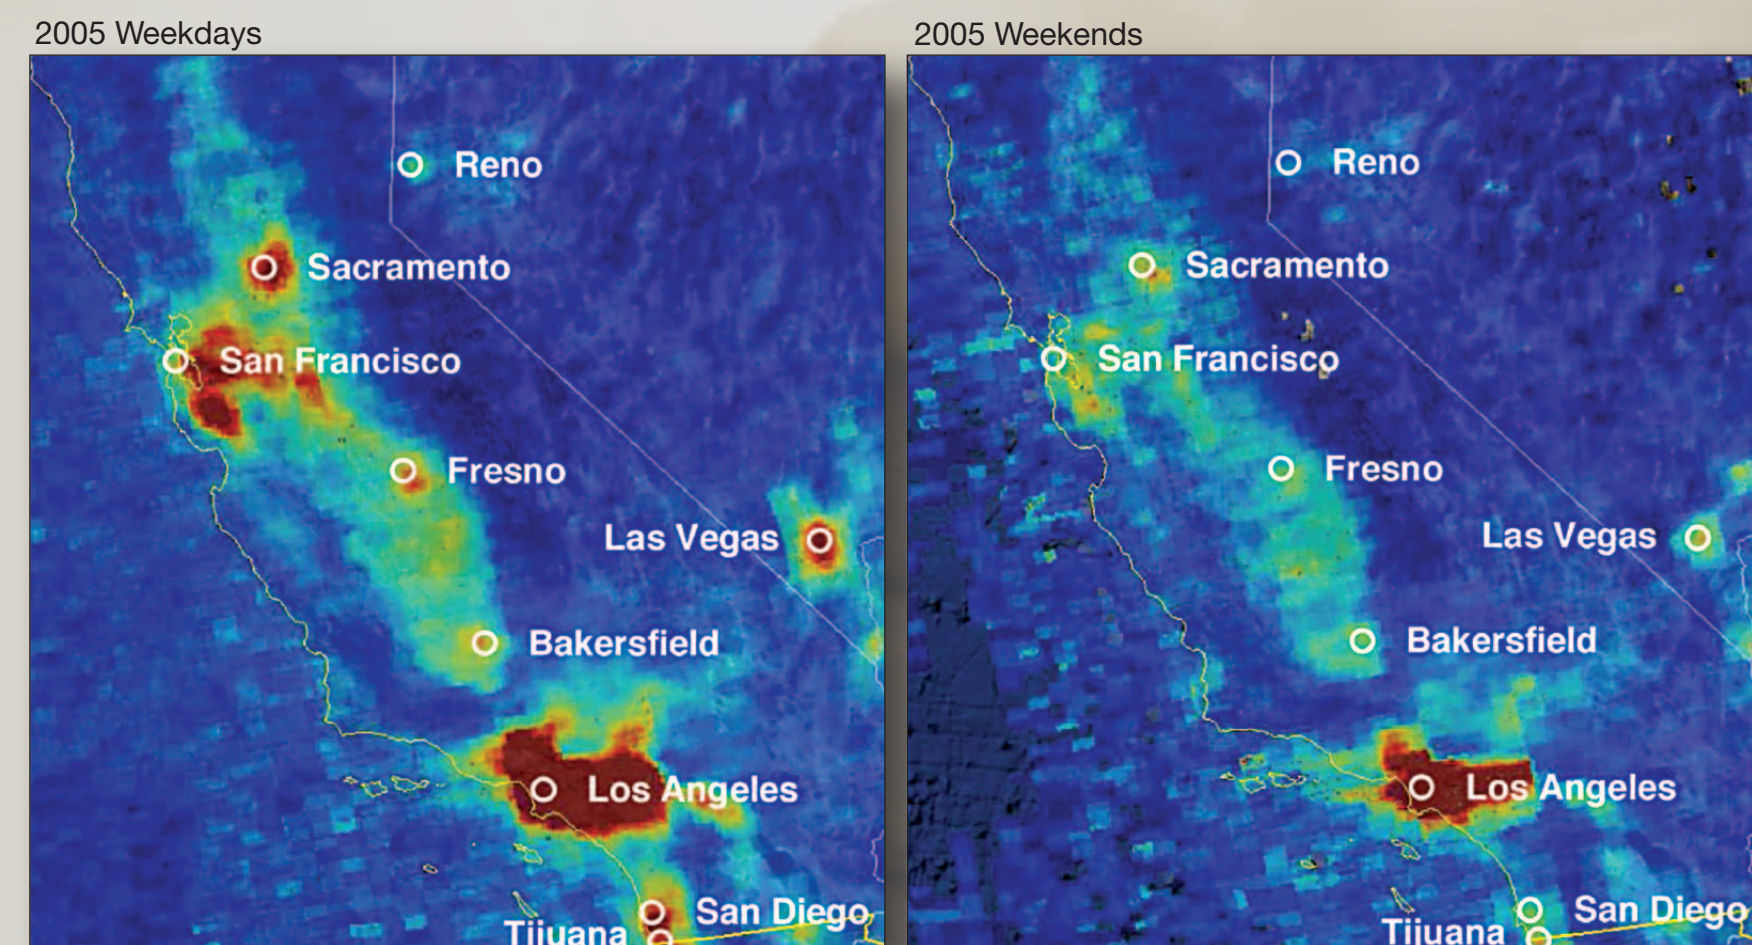 2005 Weekdays
Reno
Sacramento
San Francisco
Fresno
Las Vegas
Bakersfield
Los Angeles
San Diego
Tijuana
2005 Weekends
Reno
Sacramento
San Francisco
Fresno
Las Vegas
Bakersfield
Los Angeles
San Diego
Tijuana